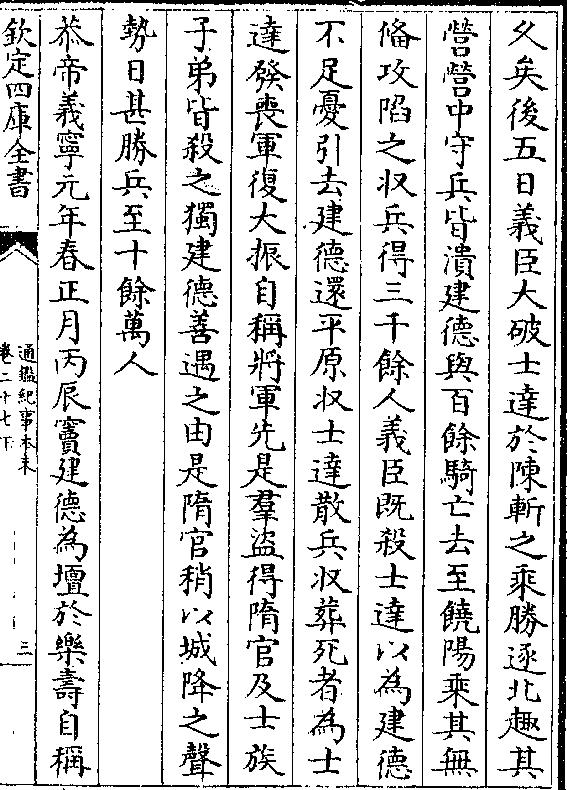 久矣後五日義臣大破士達於陳斬之乘勝逐北趣其
營營中守兵皆潰建德與百餘騎亡去至饒陽乘其無
俻攻陷之収兵得三千餘人義臣既殺士達以為建德
不足憂引去建德還平原収士達散兵収葬死者為士
達發喪軍復大振自稱將軍先是羣盜得隋官及士族
子弟皆殺之獨建德善遇之由是隋官稍以城降之聲
勢日甚勝兵至十餘萬人
恭帝義寧元年春正月丙辰竇建德為壇於樂壽自稱
欽定四庫全書
通鑑紀事本末
卷二十七下
三